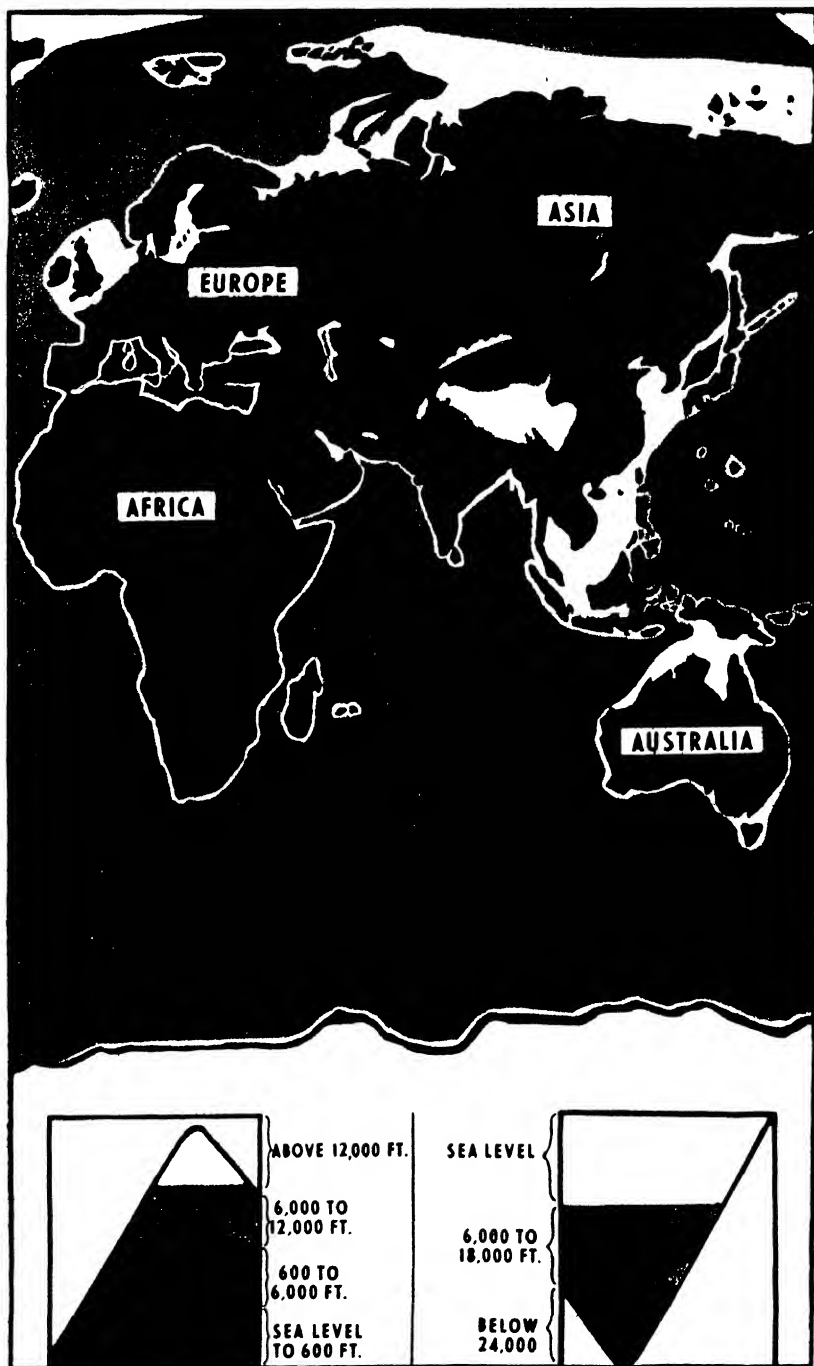 ASIA
EUROPE
AFRICA
AUSTRALIA
ABOVE 12,000 FT.
6,000 TO
12,000 FT.
600 TO
6,000 FT.
SEA LEVEL
TO 600 FT.
SEA LEVEL
6,000 TO
18,000 FT.
BELOW
24,000